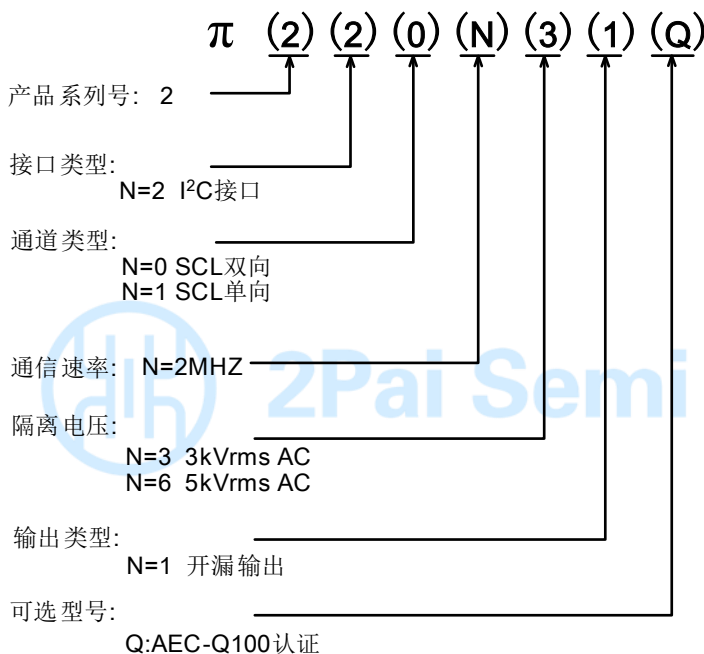 π (2) (2) (0) (N) (3) (1) (Q)
产品系列号: 2
接口类型:
N=2 I²C接口
通道类型:
N=0 SCL双向
N=1 SCL单向
通信速率: N=2MHZ
2Pai Semi
隔离电压:
N=3 3kVrms AC
N=6 5kVrms AC
输出类型:
N=1 开漏输出
可选型号:
Q:AEC-Q100认证